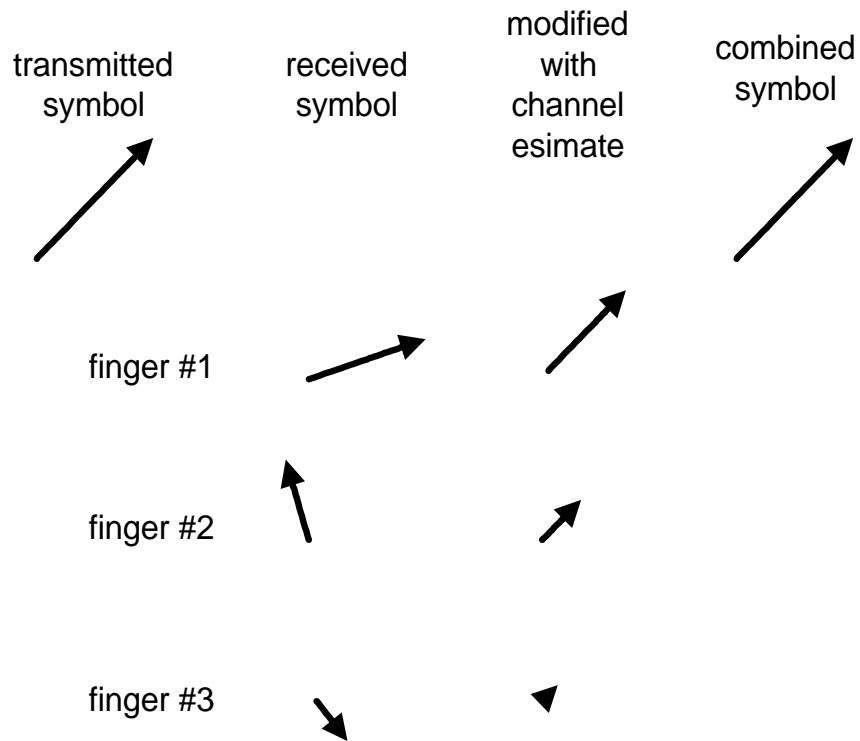 transmitted
symbol
received
symbol
modified
with
channel
esimate
combined
symbol
finger #1
finger #2
finger #3